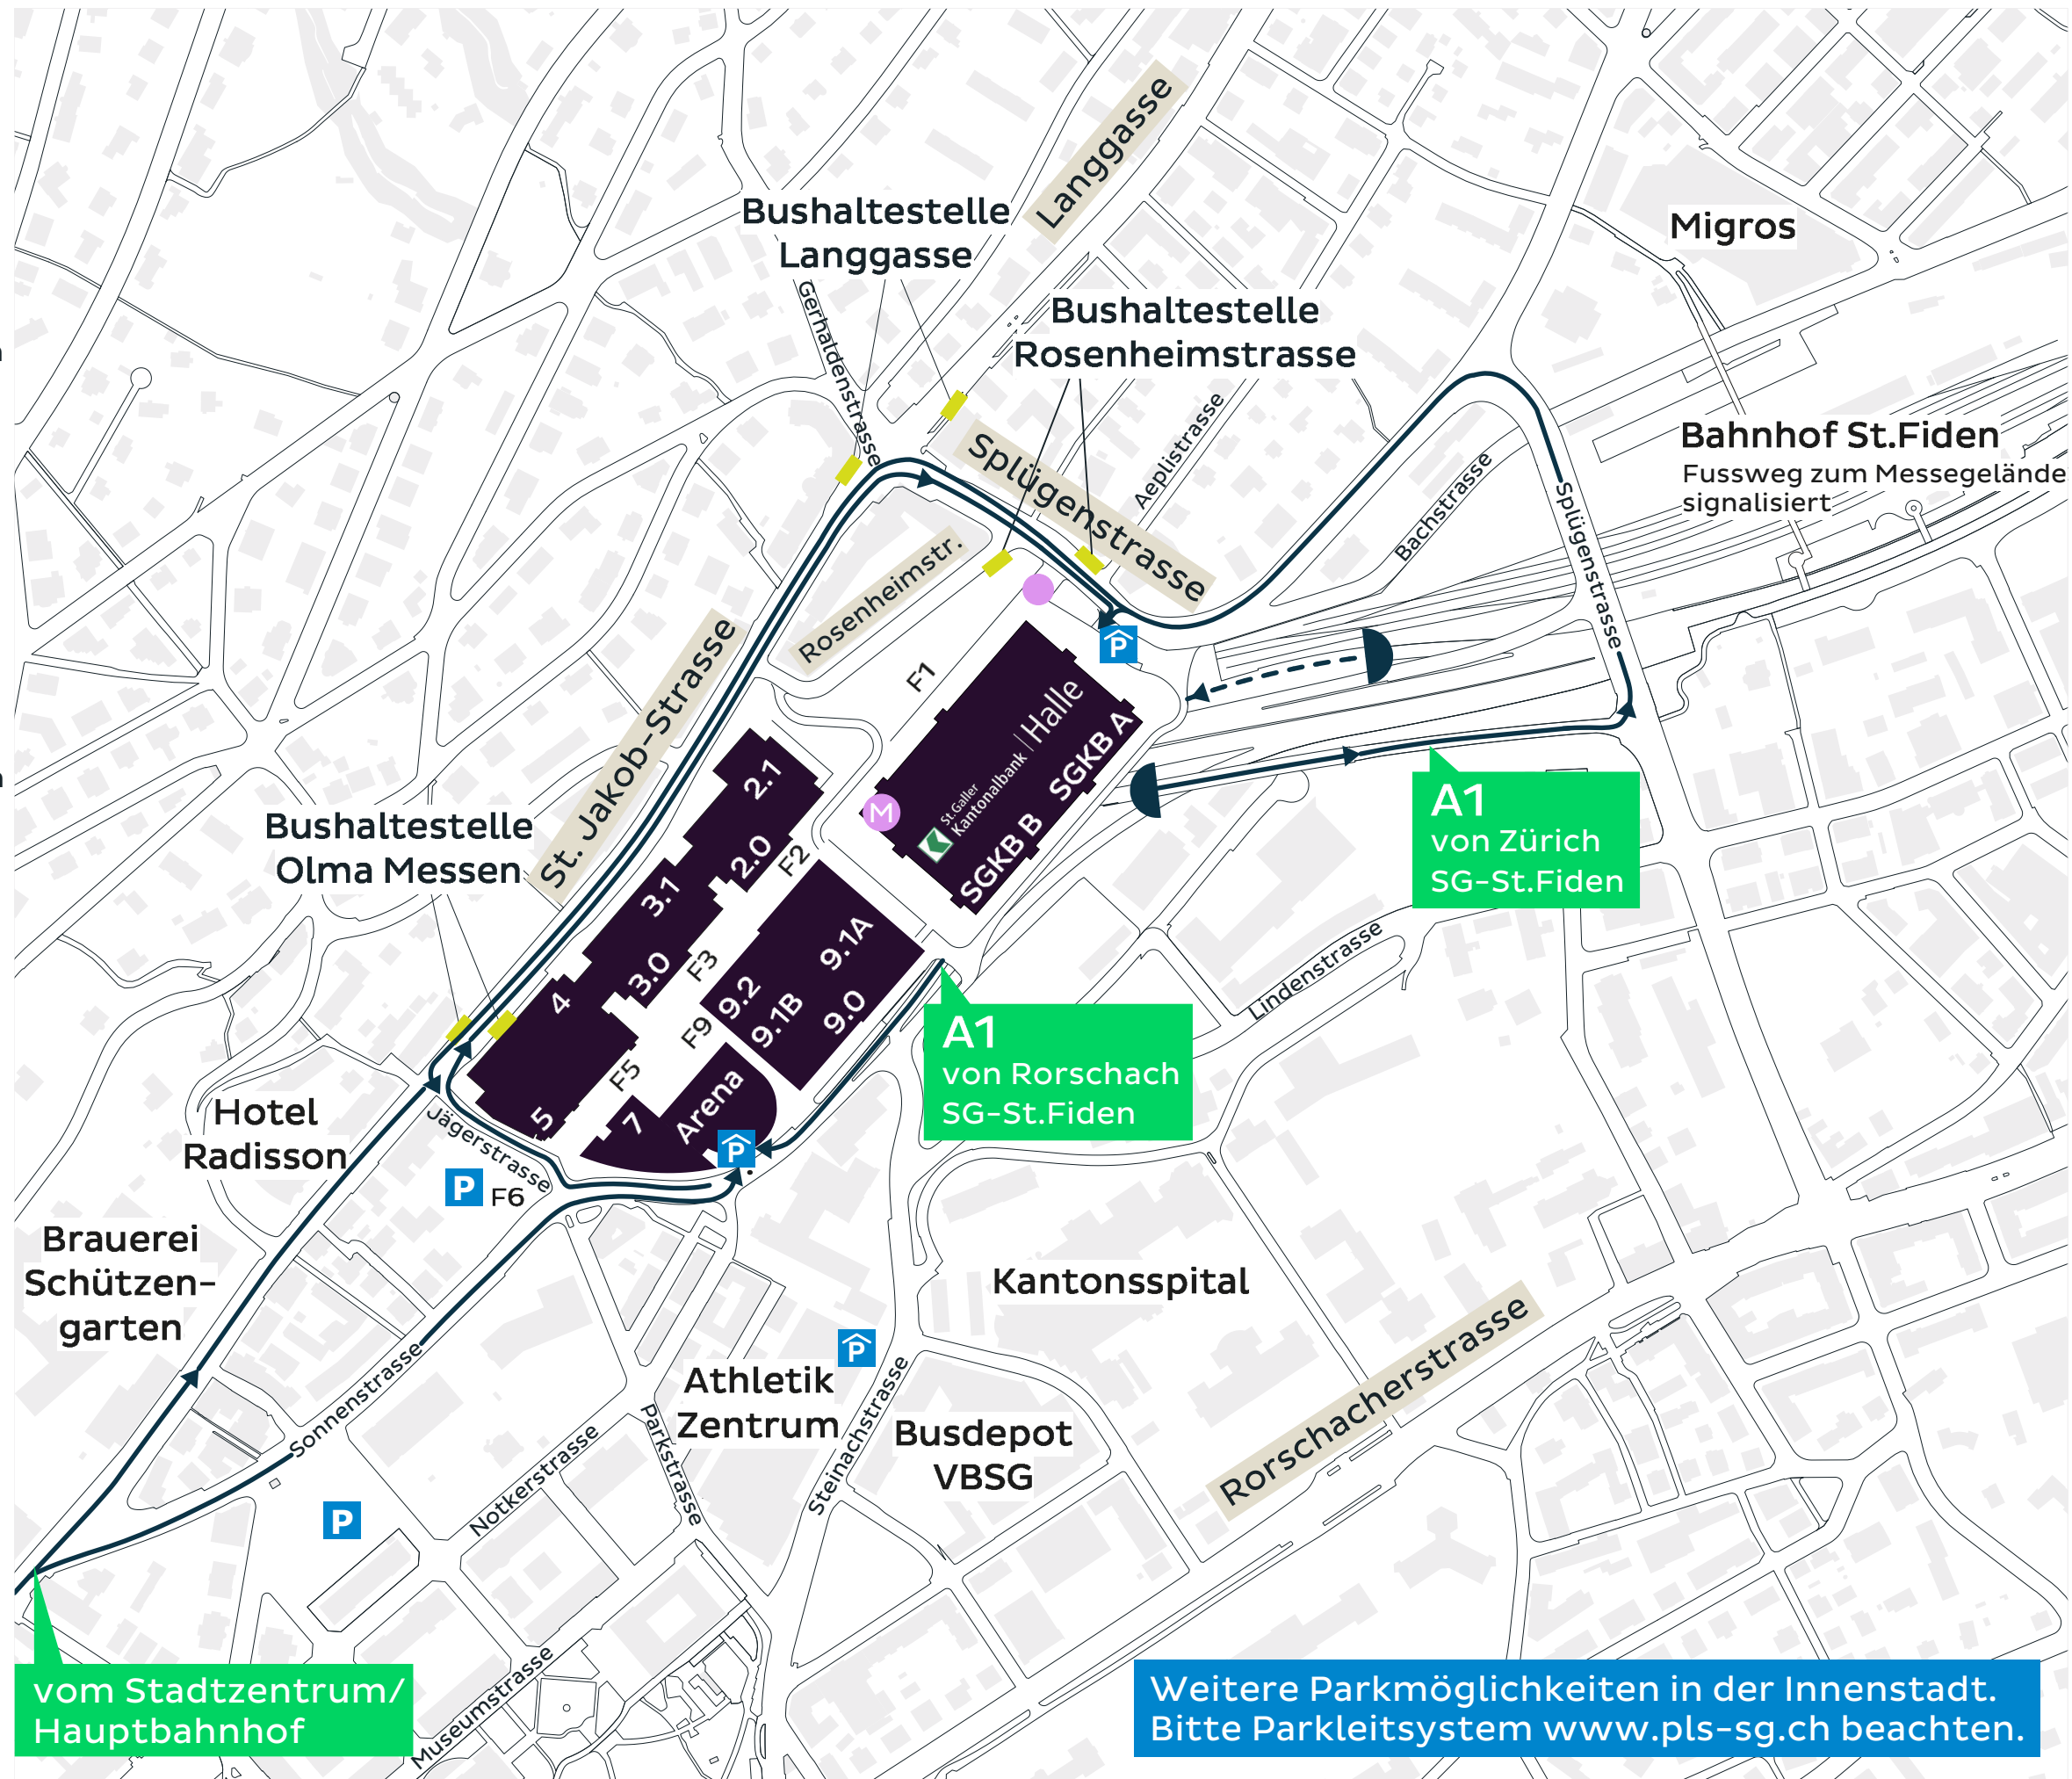 Langgasse
Bushaltestelle
Langgasse
Migros
Gerhaldenstrasse
Bushaltestelle
Rosenheimstrasse
Aeplistrasse
Splügenstrasse
Bachstrasse
Bahnhof St.Fiden
Fussweg zum Messegelände
signalisiert
Splügenstrasse
Rosenheimstr.
St. Jakob-Strasse
P
F1
St.Galler
Kantonalbank
Halle
SGKB A
SGKB B
M
2.1
2.0
F2
A1
von Zürich
SG-St.Fiden
Bushaltestelle
Olma Messen
3.1
3.0
F3
9.1A
9.2
9.1B
9.0
F9
4
5
F5
7
Arena
P
Lindenstrasse
A1
von Rorschach
SG-St.Fiden
Hotel
Radisson
Jägerstrasse
P
F6
Brauerei
Schützen-
garten
Kantonsspital
Sonnenstrasse
P
Athletik
Zentrum
Steinachstrasse
Parkstrasse
Notkerstrasse
Busdepot
VBSG
Rorschacherstrasse
P
Museumstrasse
vom Stadtzentrum/
Hauptbahnhof
Weitere Parkmöglichkeiten in der Innenstadt.
Bitte Parkleitsystem www.pls-sg.ch beachten.